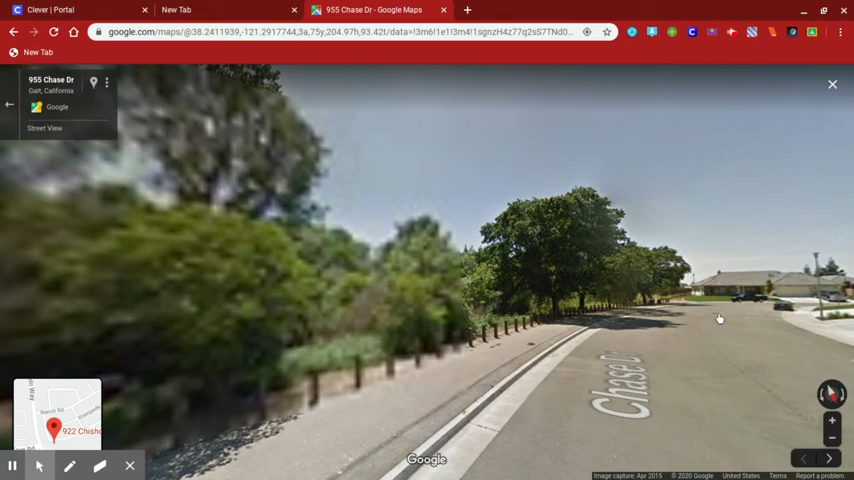 Clever | Portal
New Tab
955 Chase Dr - Google Maps
google.com/maps/@38.2411939,-121.2917744,3a,75y,204.97h,93.42t/data=!3m6!1e1!3m4!1sgnzH4z77q2sS7TNd0...
New Tab
955 Chase Dr
Galt, California
Google
Street View
Chase Dr
Ranch Rd
Stampede
922 Chisho
Google
Image capture: Apr 2015 © 2020 Google United States Terms Report a problem